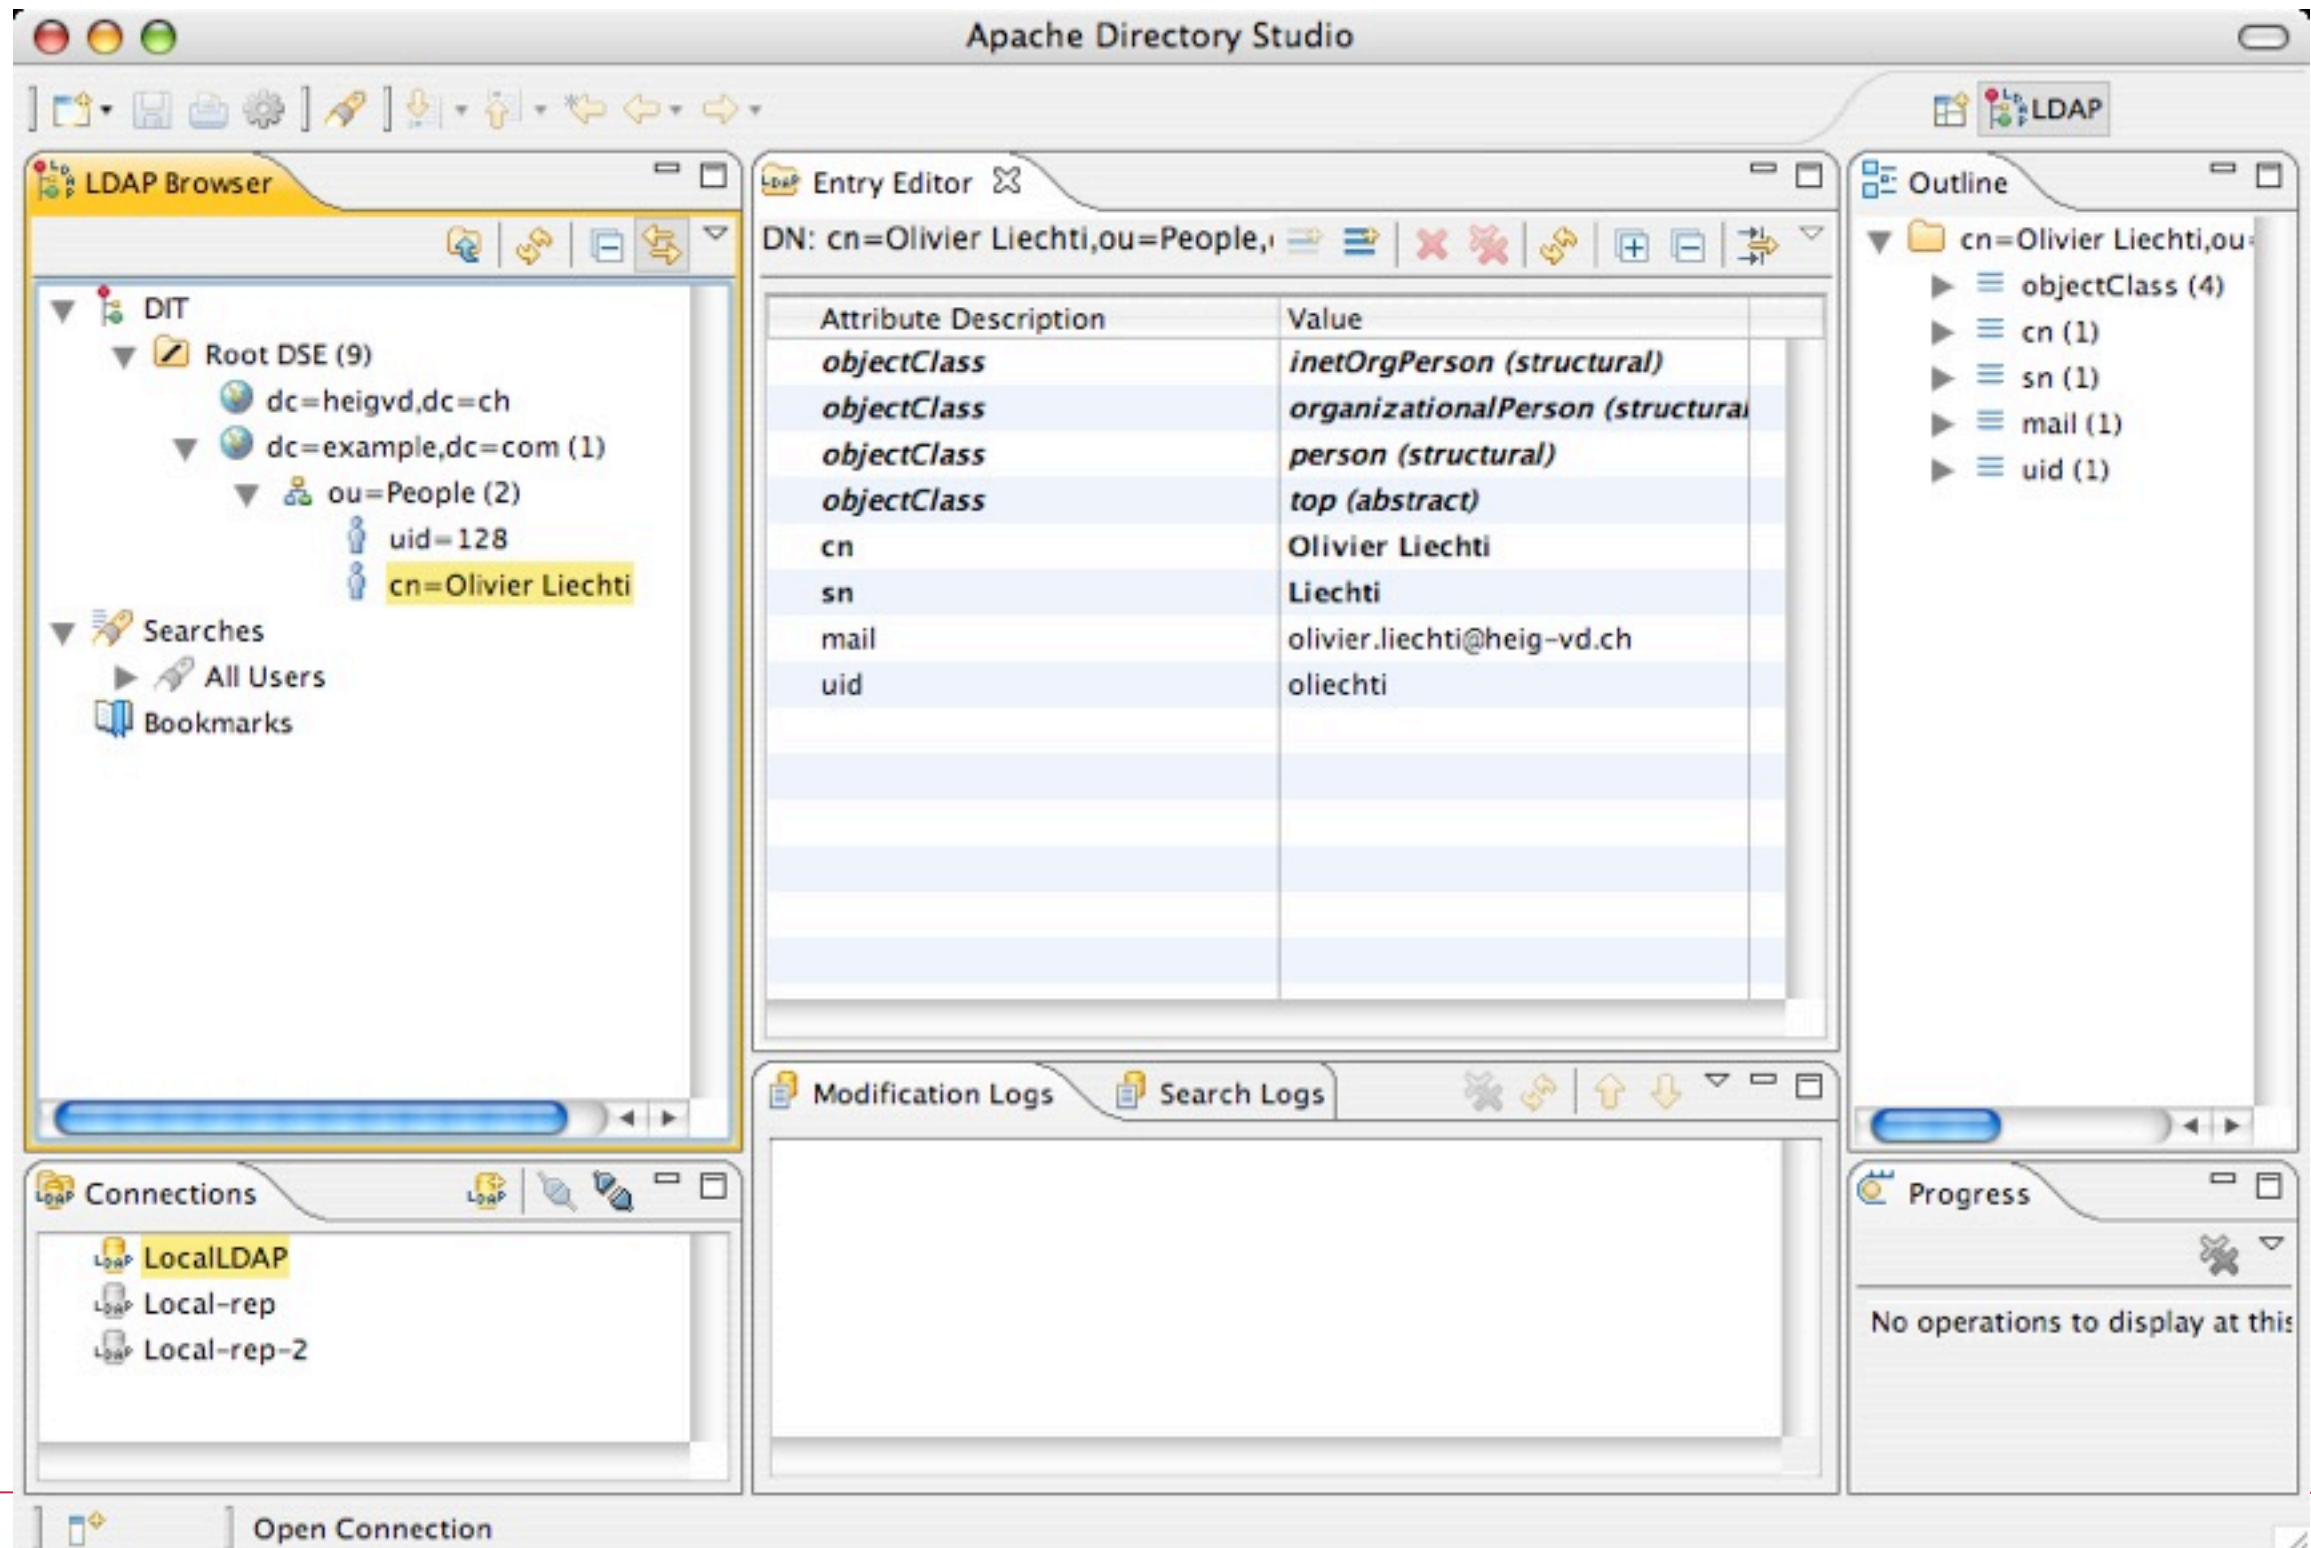 Apache Directory Studio
LDAP
LDAP Browser
DIT
Root DSE (9)
dc=heigvd,dc=ch
dc=example,dc=com (1)
ou=People (2)
uid=128
cn=Olivier Liechti
Searches
All Users
Bookmarks
Entry Editor
DN: cn=Olivier Liechti,ou=People,
Attribute Description Value
objectClass inetOrgPerson (structural)
objectClass organizationalPerson (structural
objectClass person (structural)
objectClass top (abstract)
cn Olivier Liechti
sn Liechti
mail olivier.liechti@heig-vd.ch
uid oliechti
Outline
cn=Olivier Liechti,ou=
objectClass (4)
cn (1)
sn (1)
mail (1)
uid (1)
Connections
LocalLDAP
Local-rep
Local-rep-2
Modification Logs Search Logs
Progress
No operations to display at this
Open Connection